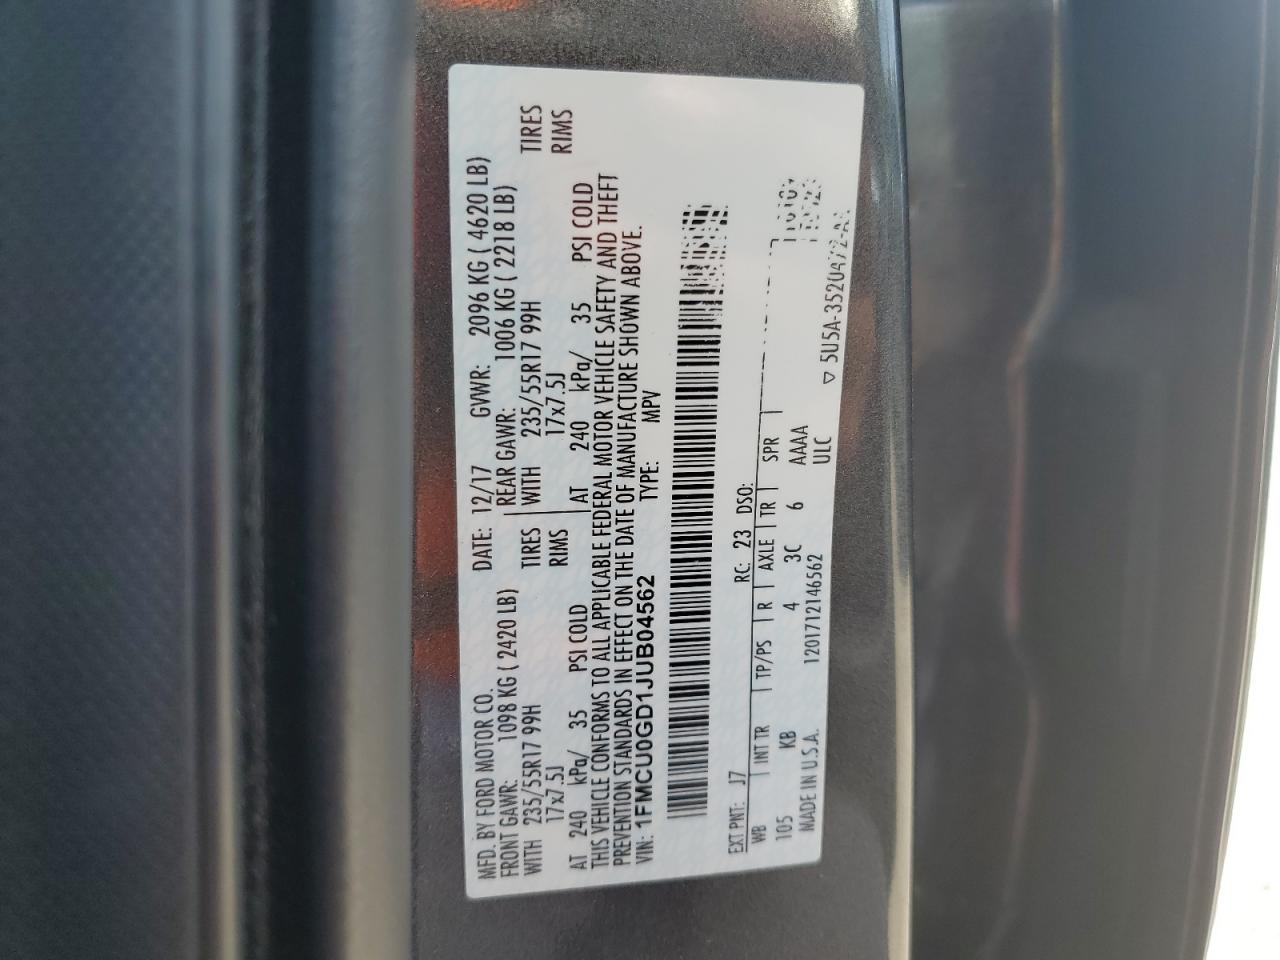 MFD. BY FORD MOTOR CO. DATE: 12/17 GVWR: 2096 KG ( 4620 LB)
FRONT GAWR: 1098 KG ( 2420 LB) REAR GAWR: 1006 KG ( 2218 LB)
WITH 235/55R17 99H TIRES WITH 235/55R17 99H TIRES
17x7.5J RIMS 17x7.5J RIMS
AT 240 kPa/ 35 PSI COLD AT 240 kPa/ 35 PSI COLD
THIS VEHICLE CONFORMS TO ALL APPLICABLE FEDERAL MOTOR VEHICLE SAFETY AND THEFT
PREVENTION STANDARDS IN EFFECT ON THE DATE OF MANUFACTURE SHOWN ABOVE.
VIN: 1FMCU0GD1JUB04562 TYPE: MPV
EXT PNT: J7 RC: 23 DSO:
WB INT TR TP/PS R AXLE TR SPR
105 KB 4 3C 6 AAAA
MADE IN U.S.A. 1201712146562 ULC
5U5A-3520472-A